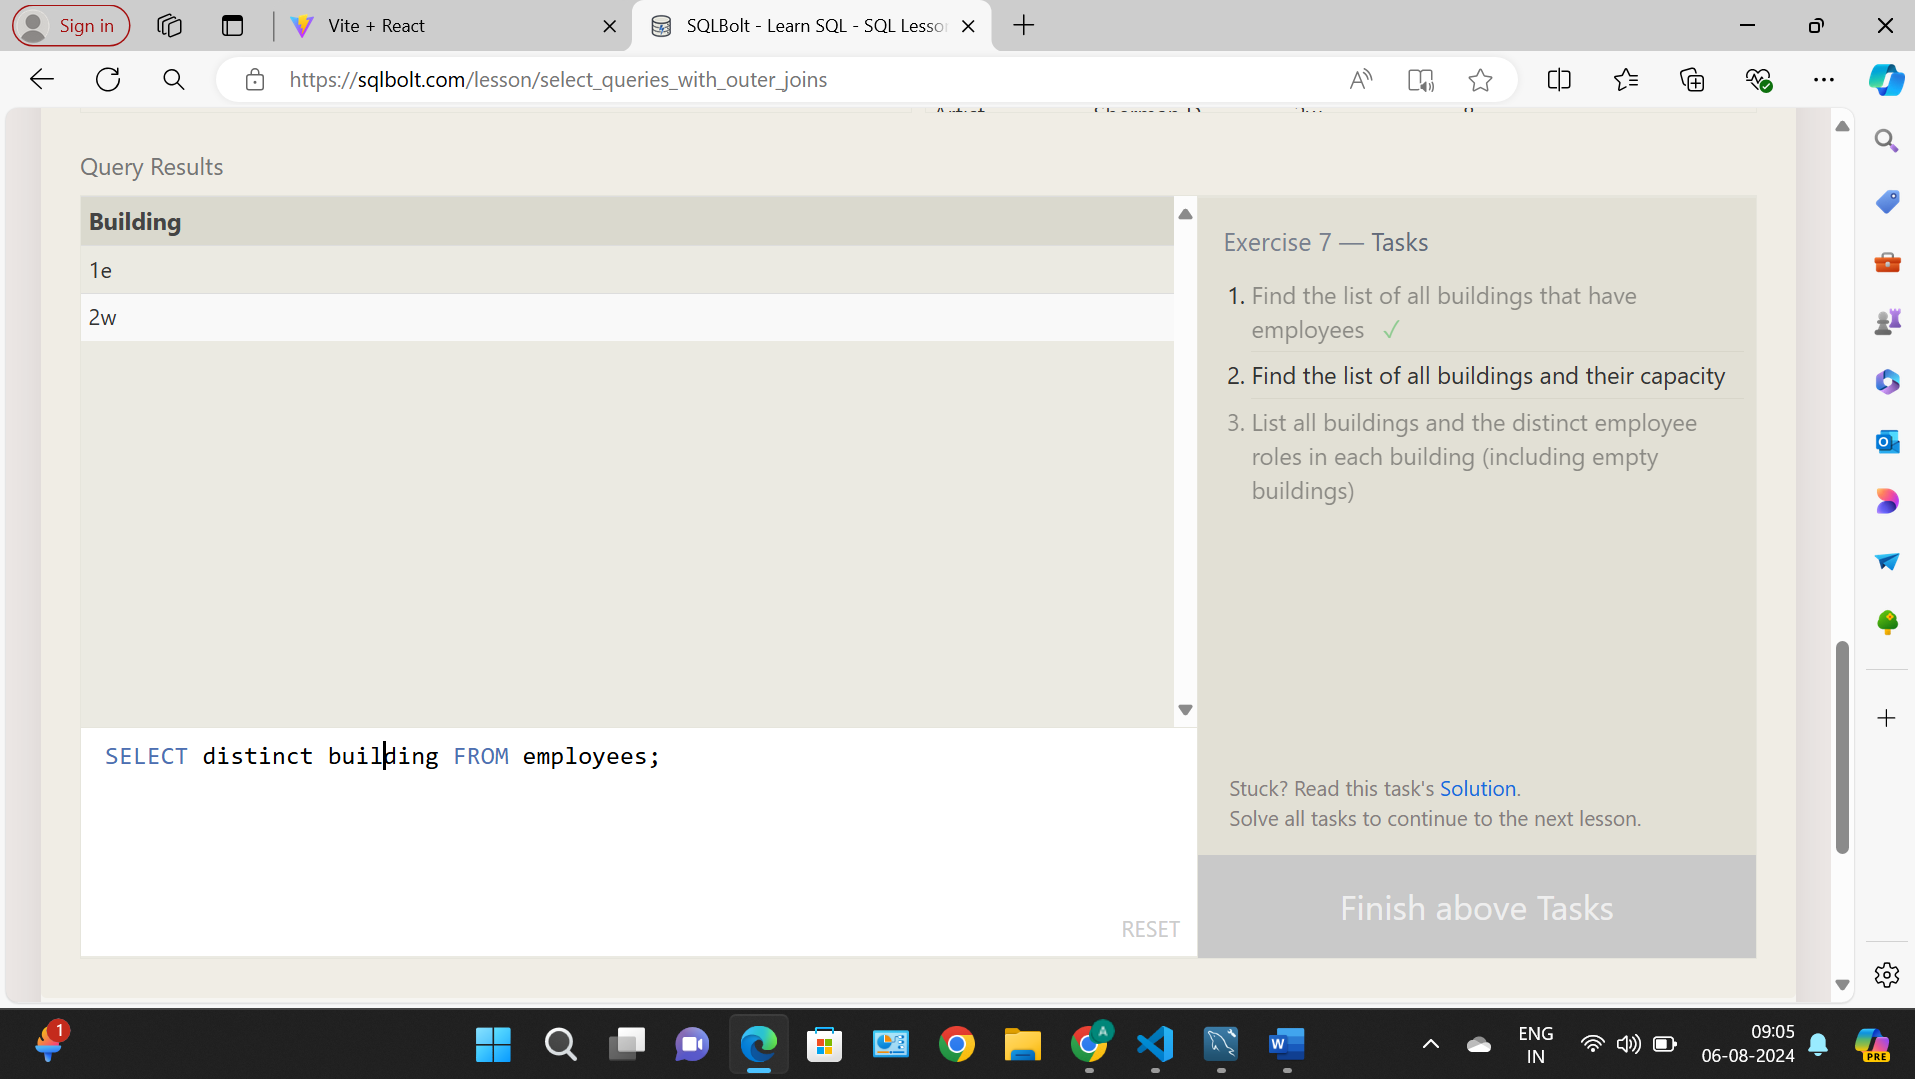 Sign in
Vite + React
SQLBolt - Learn SQL - SQL Lesso
https://sqlbolt.com/lesson/select_queries_with_outer_joins
Query Results
Building
1e
2w
Exercise 7 — Tasks
1. Find the list of all buildings that have
employees ✓
2. Find the list of all buildings and their capacity
3. List all buildings and the distinct employee
roles in each building (including empty
buildings)
SELECT distinct building FROM employees;
Stuck? Read this task's Solution.
Solve all tasks to continue to the next lesson.
RESET
Finish above Tasks
1
A
W
ENG
IN
09:05
06-08-2024
PRE